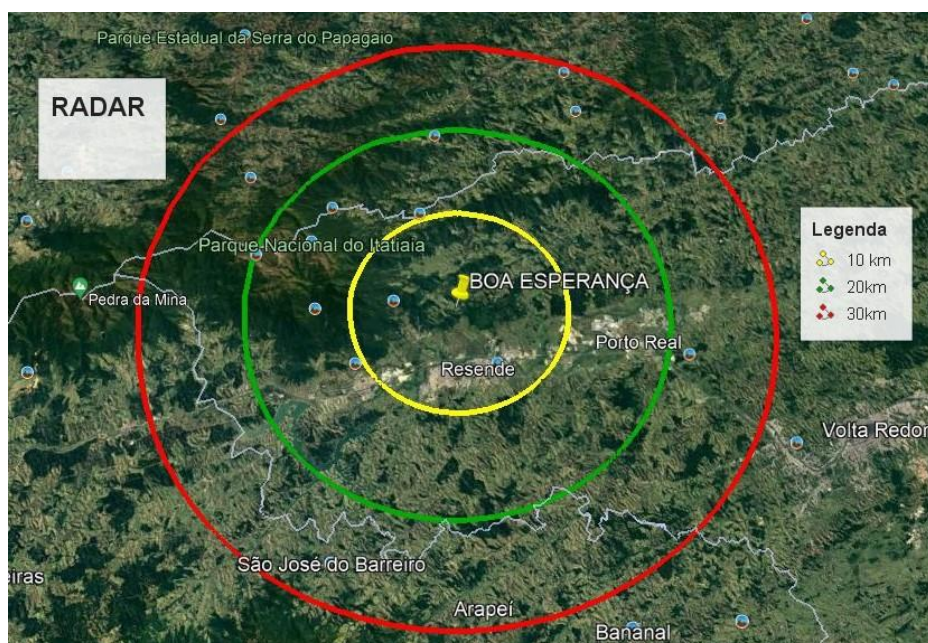 Parque Estadual da Serra do Papagaio
RADAR
Parque Nacional do Itatiaia
Legenda
10 km
20km
30km
BOA ESPERANÇA
Pedra da Mina
Porto Real
Resende
Volta Redon
São José do Barreiro
eiras
Arapeí
Bananal